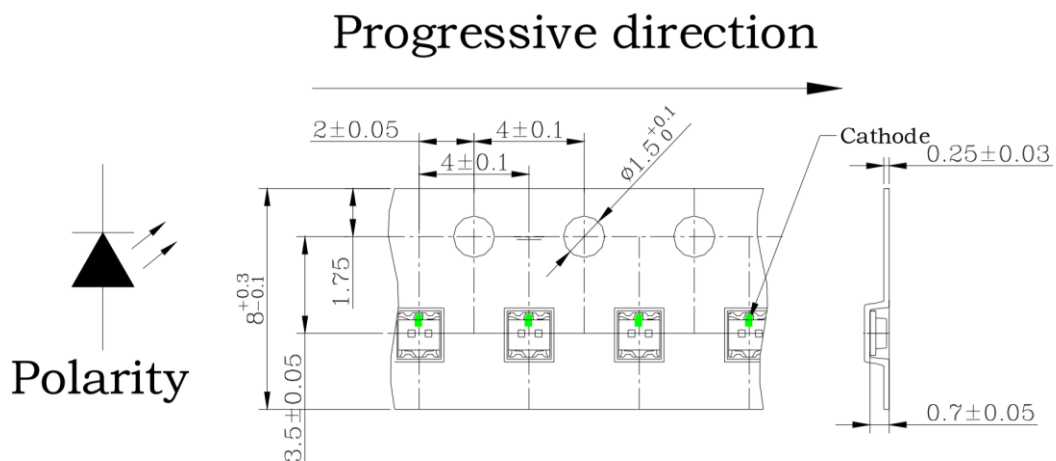 Progressive direction
2±0.05
4±0.1
4±0.1
Ø1.5 +0.1 0
Cathode
0.25±0.03
1.75
8 +0.3 -0.1
3.5±0.05
Polarity
0.7±0.05